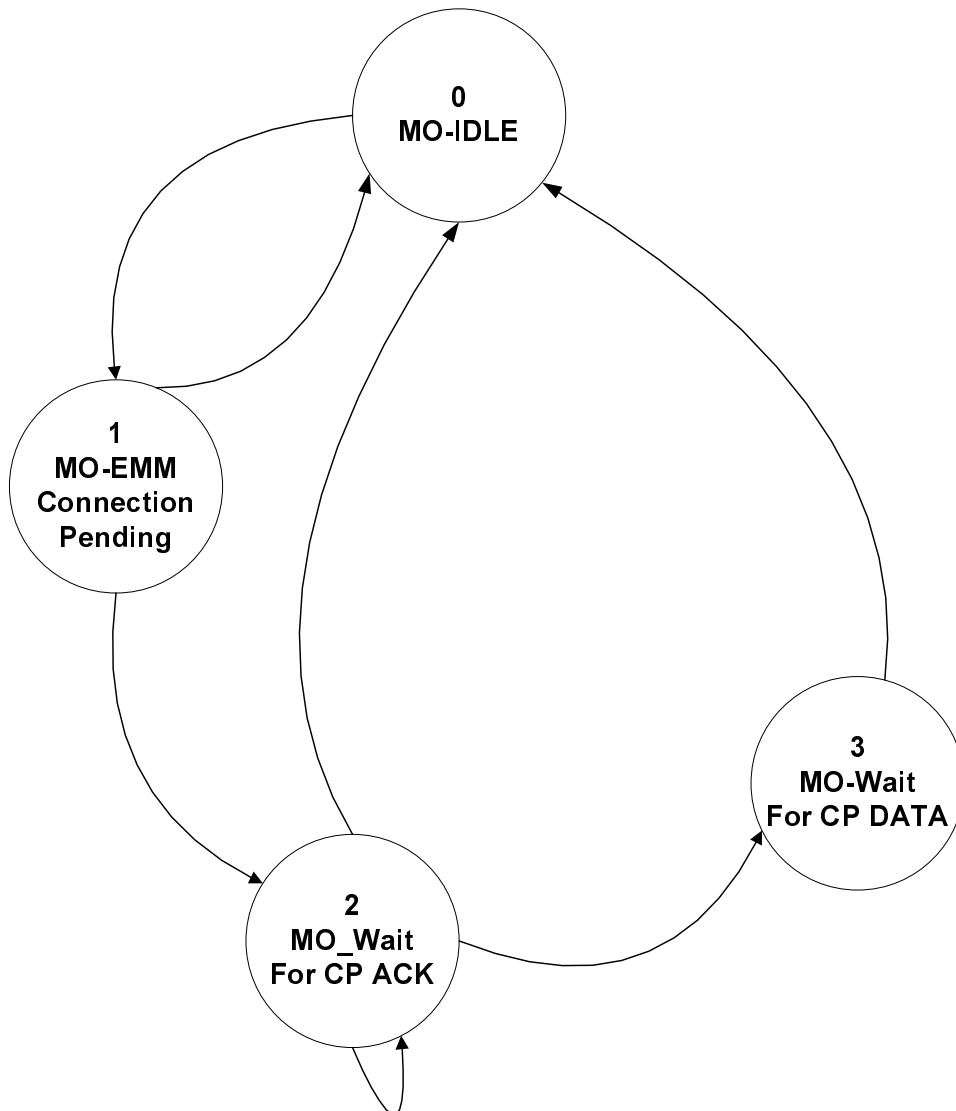 0
MO-IDLE
1
MO-EMM
Connection
Pending
3
MO-Wait
For CP DATA
2
MO_Wait
For CP ACK